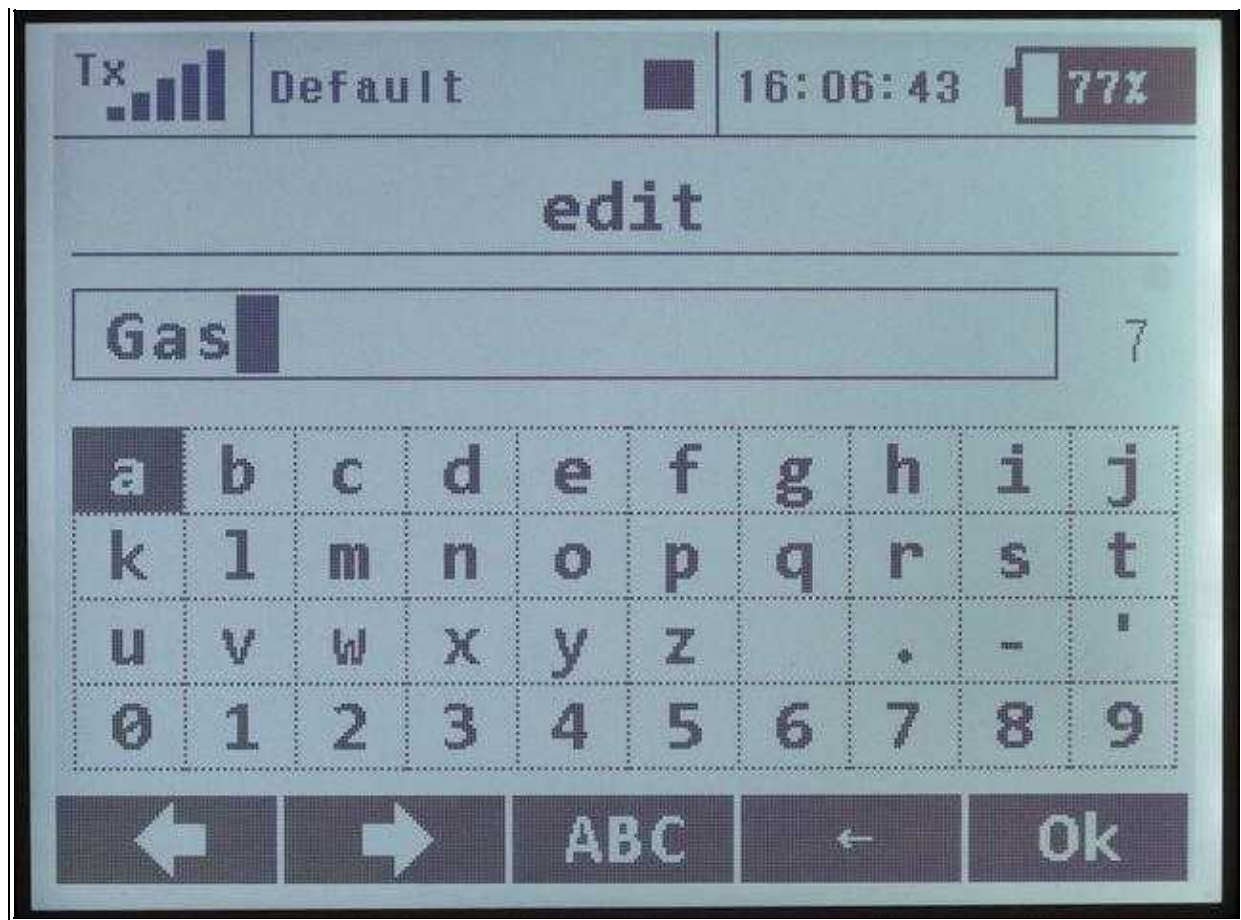 Tx Default 16:06:43 77%
edit
Gas 7
a b c d e f g h i j
k l m n o p q r s t
u v w x y z . - '
0 1 2 3 4 5 6 7 8 9
ABC ← Ok